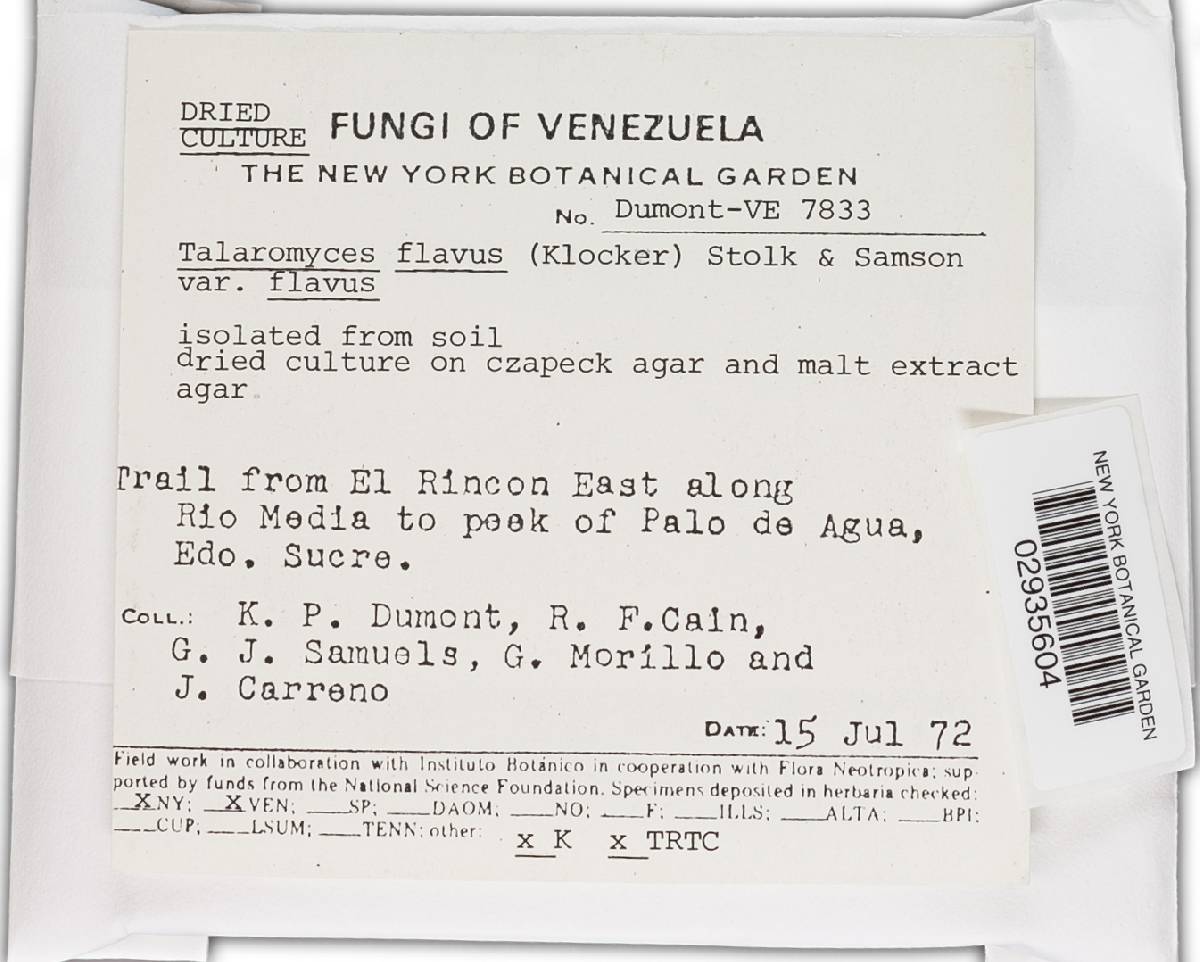 DRIED
CULTURE
FUNGI OF VENEZUELA
THE NEW YORK BOTANICAL GARDEN
No. Dumont-VE 7833
Talaromyces flavus (Klocker) Stolk & Samson
var. flavus
isolated from soil
dried culture on czapeck agar and malt extract
agar.
Trail from El Rincon East along
Rio Media to peek of Palo de Agua,
Edo. Sucre.
COLL.: K. P. Dumont, R. F.Cain,
G. J. Samuels, G. Morillo and
J. Carreno
DATE: 15 Jul 72
Field work in collaboration with Instituto Botánico in cooperation with Flora Neotropica; sup-
ported by funds from the National Science Foundation. Specimens deposited in herbaria checked:
__X NY; __X VEN; ___SP; ___DAOM; ___NO; ___F; ___ILLS; ___ALTA; ___BPI;
___CUP; ___LSUM; ___TENN; other: x K x TRTC
NEW YORK BOTANICAL GARDEN
02935604